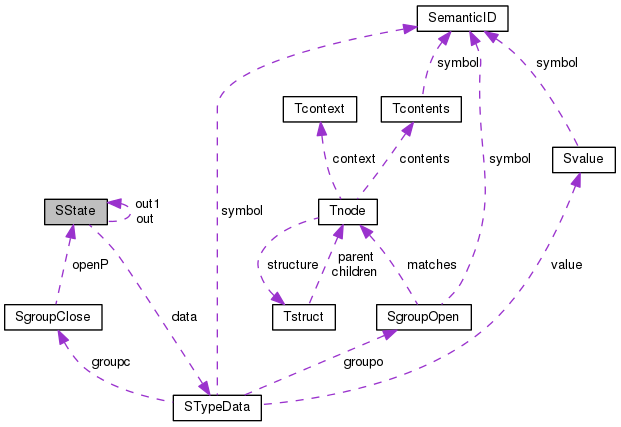 SemanticID
symbol
symbol
Tcontext
Tcontents
context
contents
symbol
Svalue
SState
out1
out
symbol
Tnode
openP
structure
parent
children
matches
value
SgroupClose
data
Tstruct
SgroupOpen
groupc
groupo
STypeData